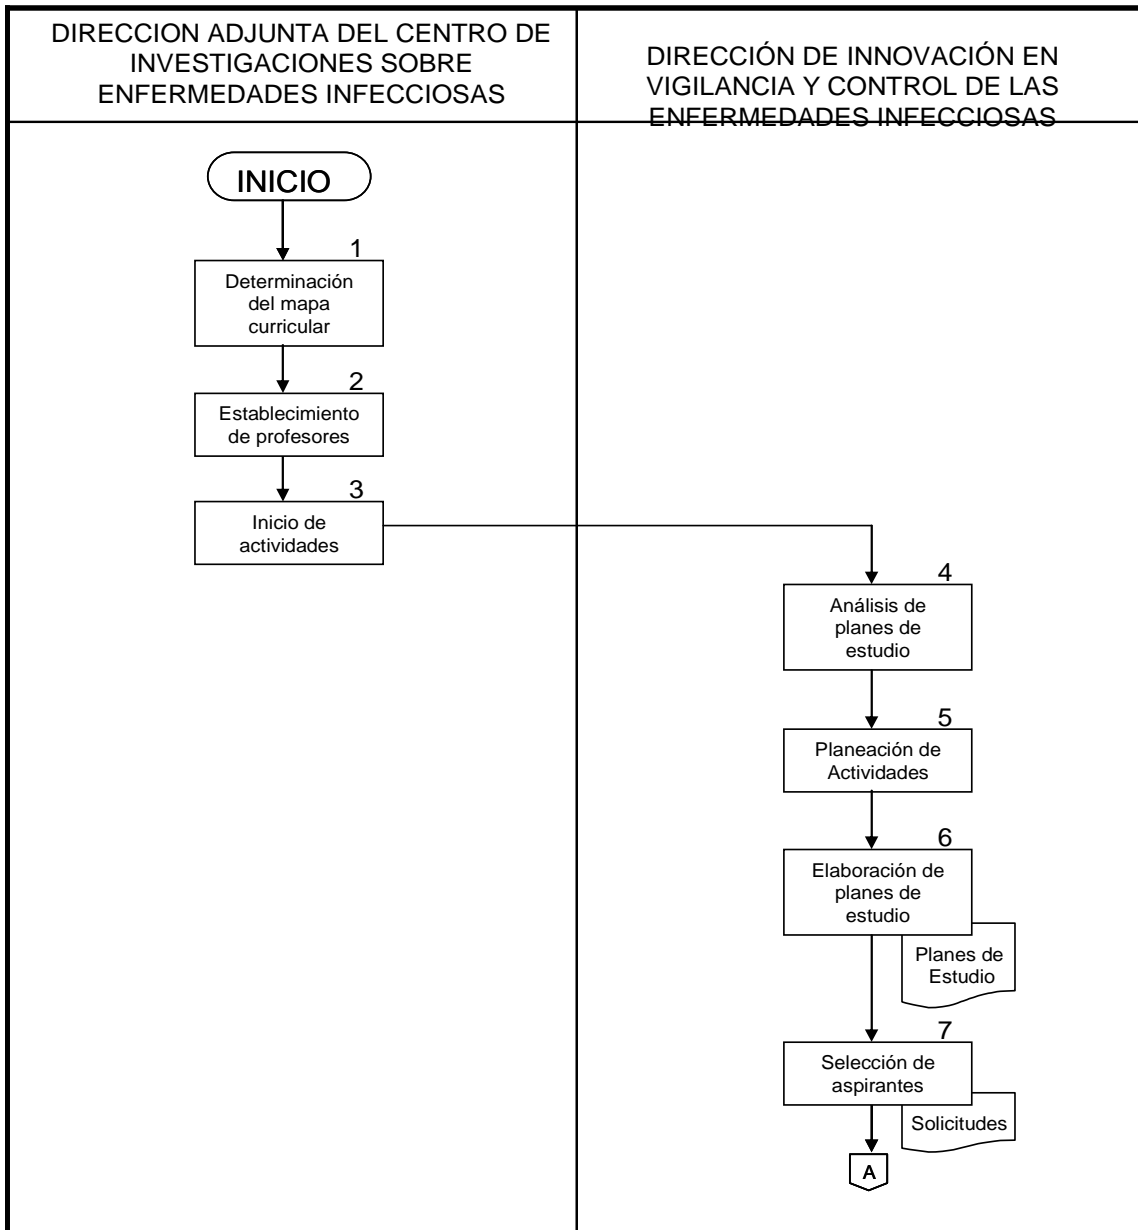 DIRECCION ADJUNTA DEL CENTRO DE
INVESTIGACIONES SOBRE
ENFERMEDADES INFECCIOSAS
DIRECCIÓN DE INNOVACIÓN EN
VIGILANCIA Y CONTROL DE LAS
ENFERMEDADES INFECCIOSAS
INICIO
1
Determinación
del mapa
curricular
2
Establecimiento
de profesores
3
Inicio de
actividades
4
Análisis de
planes de
estudio
5
Planeación de
Actividades
6
Elaboración de
planes de
estudio
Planes de
Estudio
7
Selección de
aspirantes
Solicitudes
A